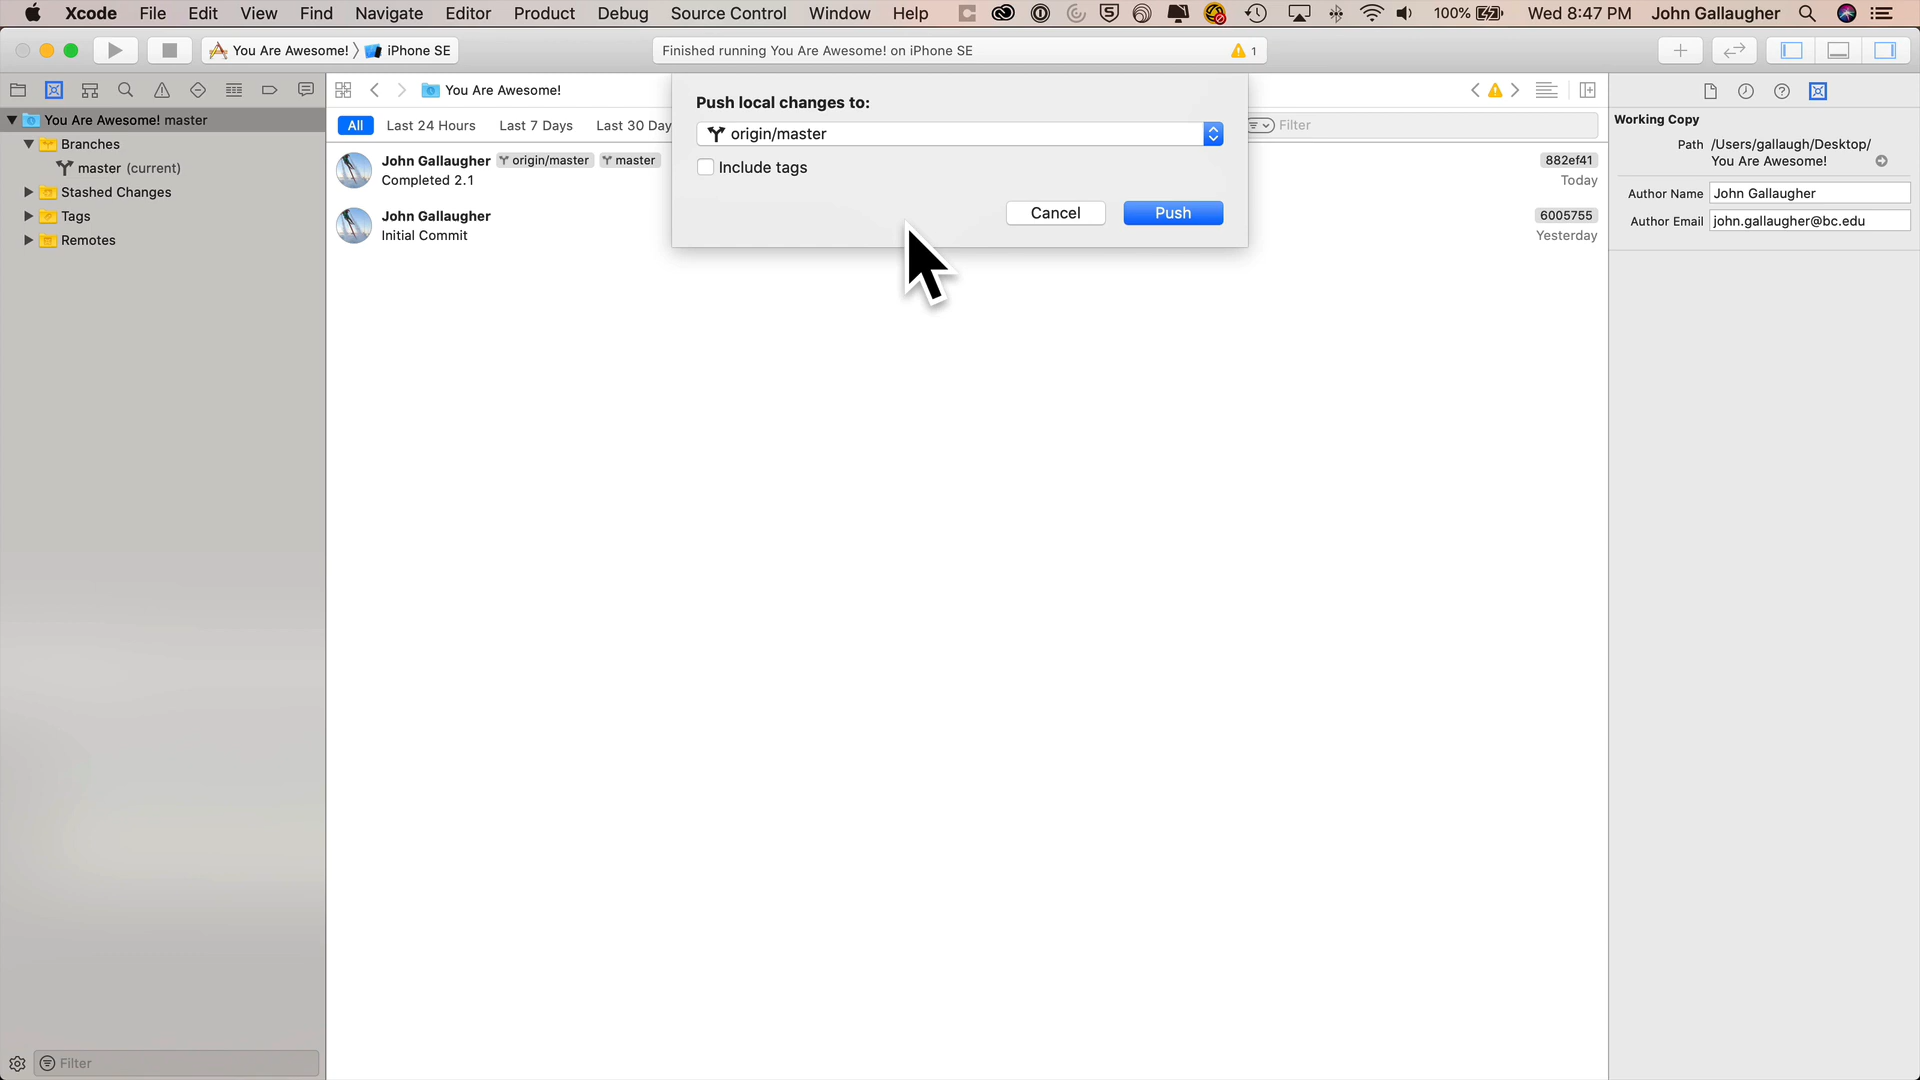 Xcode File Edit View Find Navigate Editor Product Debug Source Control Window Help 100% Wed 8:47 PM John Gallaugher
You Are Awesome! iPhone SE
Finished running You Are Awesome! on iPhone SE 1
You Are Awesome!
You Are Awesome! master
Branches
master (current)
Stashed Changes
Tags
Remotes
Filter
All Last 24 Hours Last 7 Days Last 30 Day
Filter
John Gallaugher origin/master master
Completed 2.1
882ef41
Today
John Gallaugher
Initial Commit
6005755
Yesterday
Push local changes to:
origin/master
Include tags
Cancel Push
Working Copy
Path /Users/gallaugh/Desktop/
You Are Awesome!
Author Name John Gallaugher
Author Email john.gallaugher@bc.edu